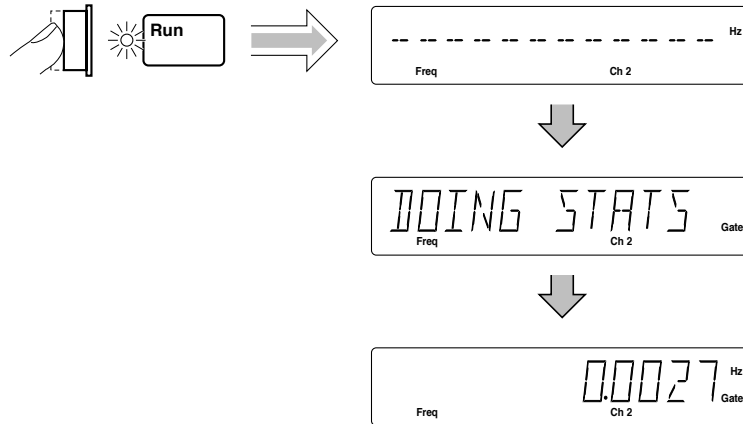 Run
-- -- -- -- -- -- -- -- -- -- -- -- -- Hz
Freq Ch 2
DOING STATS Gate
Freq Ch 2
0.0027 Hz
Gate
Freq Ch 2